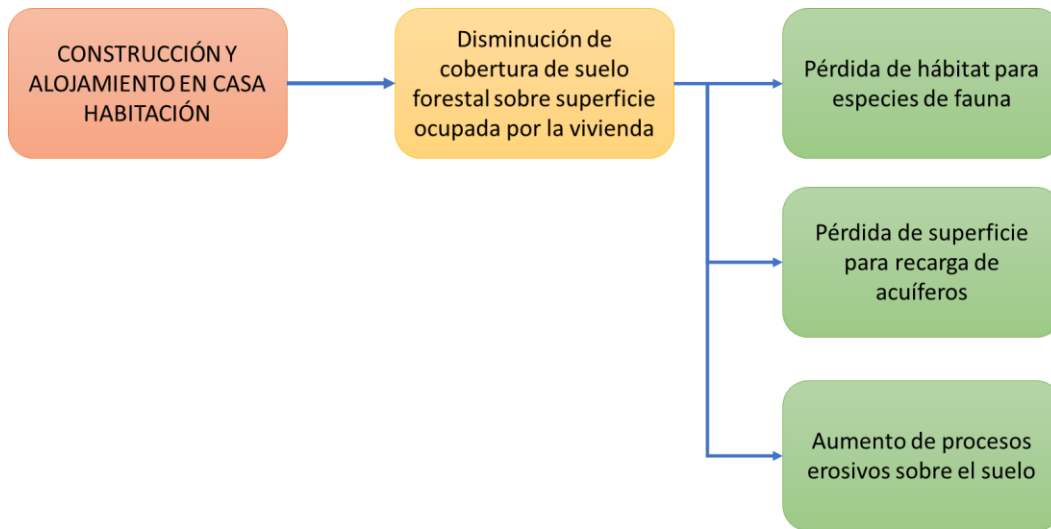 CONSTRUCCIÓN Y
ALOJAMIENTO EN CASA
HABITACIÓN
Disminución de
cobertura de suelo
forestal sobre superficie
ocupada por la vivienda
Pérdida de hábitat para
especies de fauna
Pérdida de superficie
para recarga de
acuíferos
Aumento de procesos
erosivos sobre el suelo